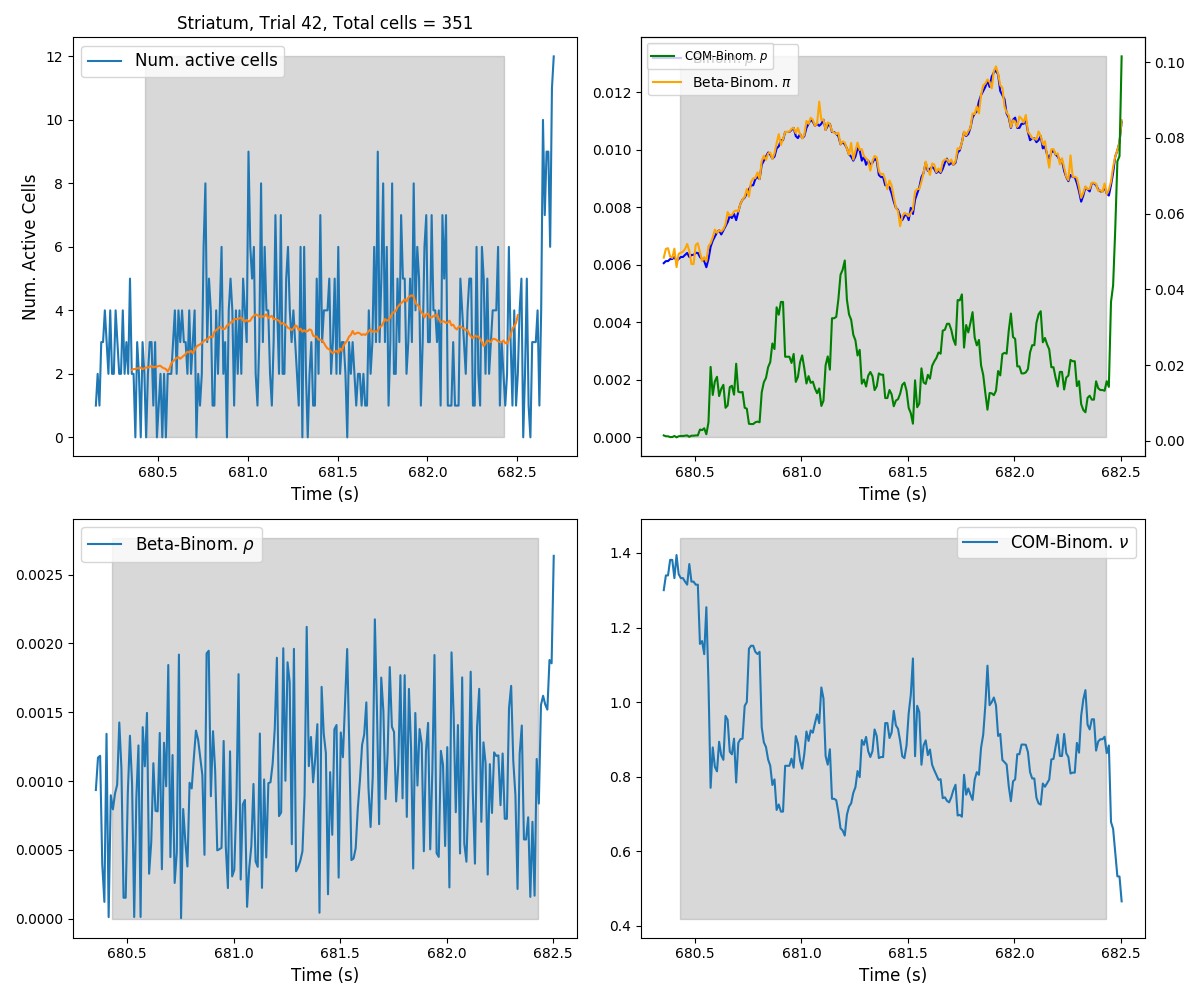 Striatum, Trial 42, Total cells = 351
Num. active cells
Num. Active Cells
12
10
8
6
4
2
0
680.5 681.0 681.5 682.0 682.5
Time (s)
COM-Binom. p
Beta-Binom. π
0.012
0.010
0.008
0.006
0.004
0.002
0.000
0.10
0.08
0.06
0.04
0.02
0.00
680.5 681.0 681.5 682.0 682.5
Time (s)
Beta-Binom. ρ
0.0025
0.0020
0.0015
0.0010
0.0005
0.0000
680.5 681.0 681.5 682.0 682.5
Time (s)
COM-Binom. ν
1.4
1.2
1.0
0.8
0.6
0.4
680.5 681.0 681.5 682.0 682.5
Time (s)